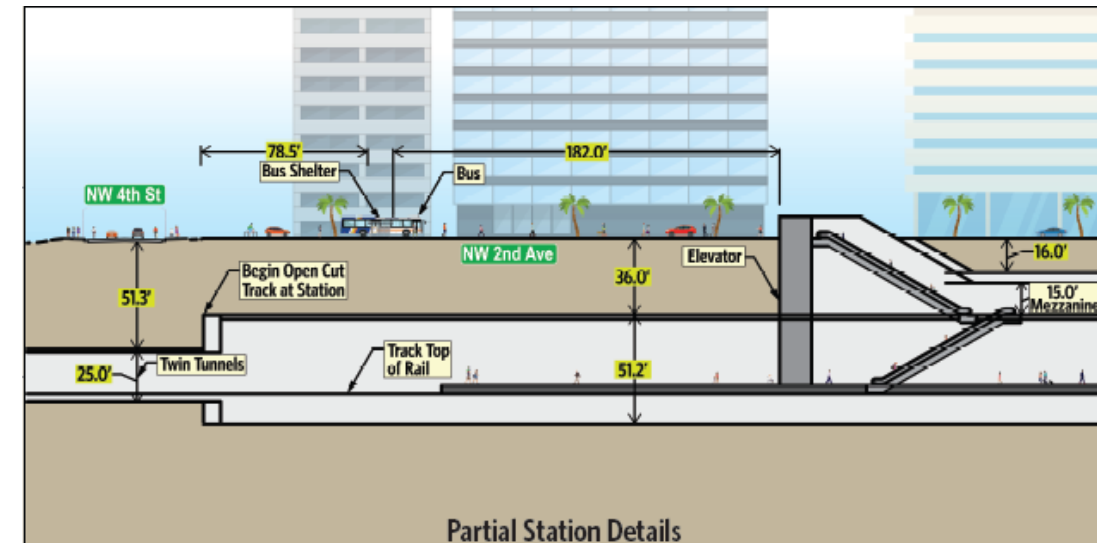 78.5'
182.0'
Bus Shelter
Bus
NW 4th St
NW 2nd Ave
Elevator
16.0'
Begin Open Cut
Track at Station
51.3'
36.0'
15.0'
Mezzanine
Twin Tunnels
Track Top
of Rail
25.0'
51.2'
Partial Station Details